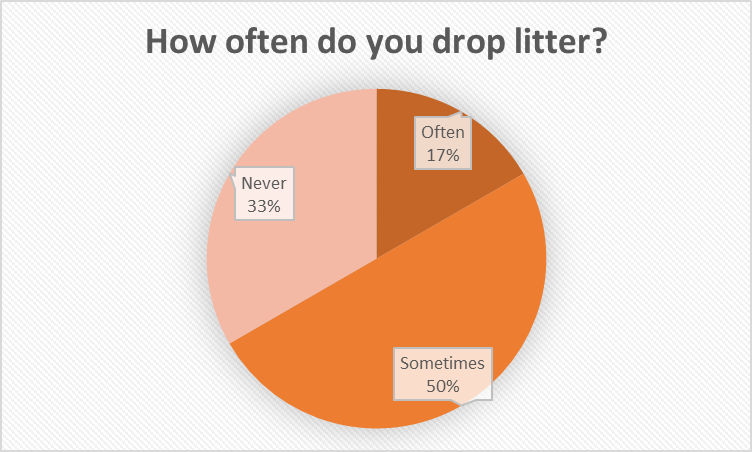 How often do you drop litter?
Often
17%
Never
33%
Sometimes
50%